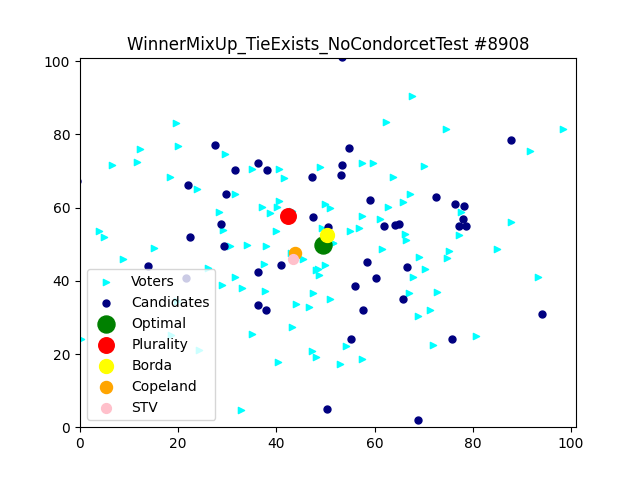 WinnerMixUp_TieExists_NoCondorcetTest #8908
100
80
60
40
20
0
Voters
Candidates
Optimal
Plurality
Borda
Copeland
STV
0 20 40 60 80 100